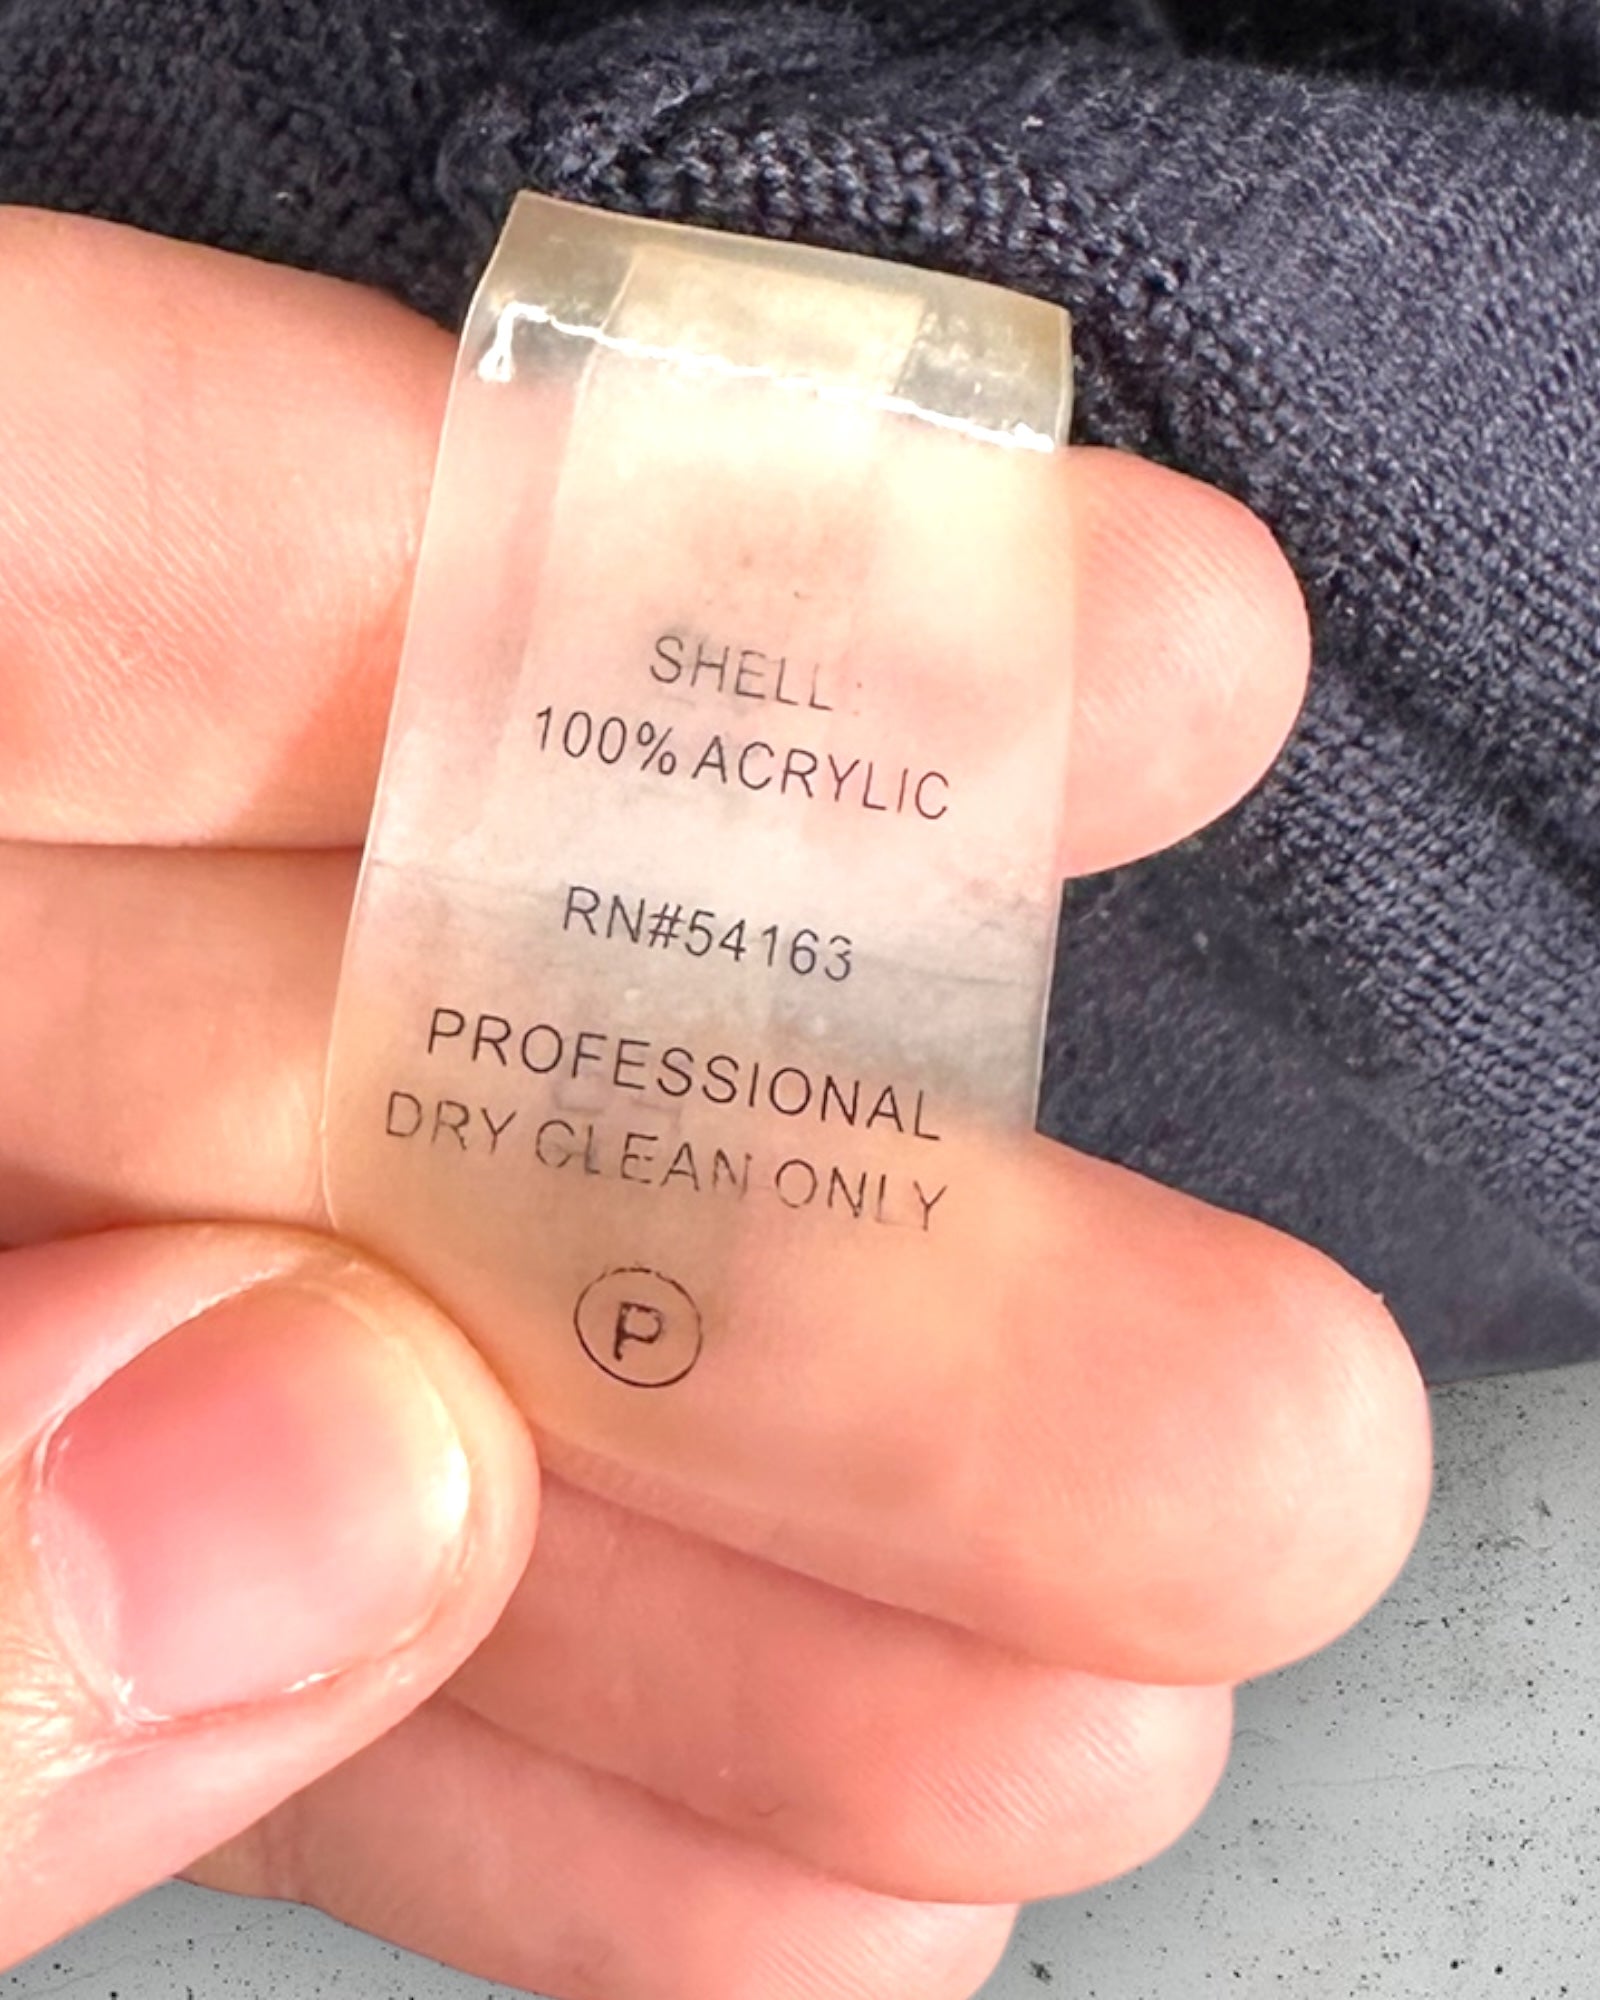 SHELL:
100% ACRYLIC
RN#54163
PROFESSIONAL
DRY CLEAN ONLY
P